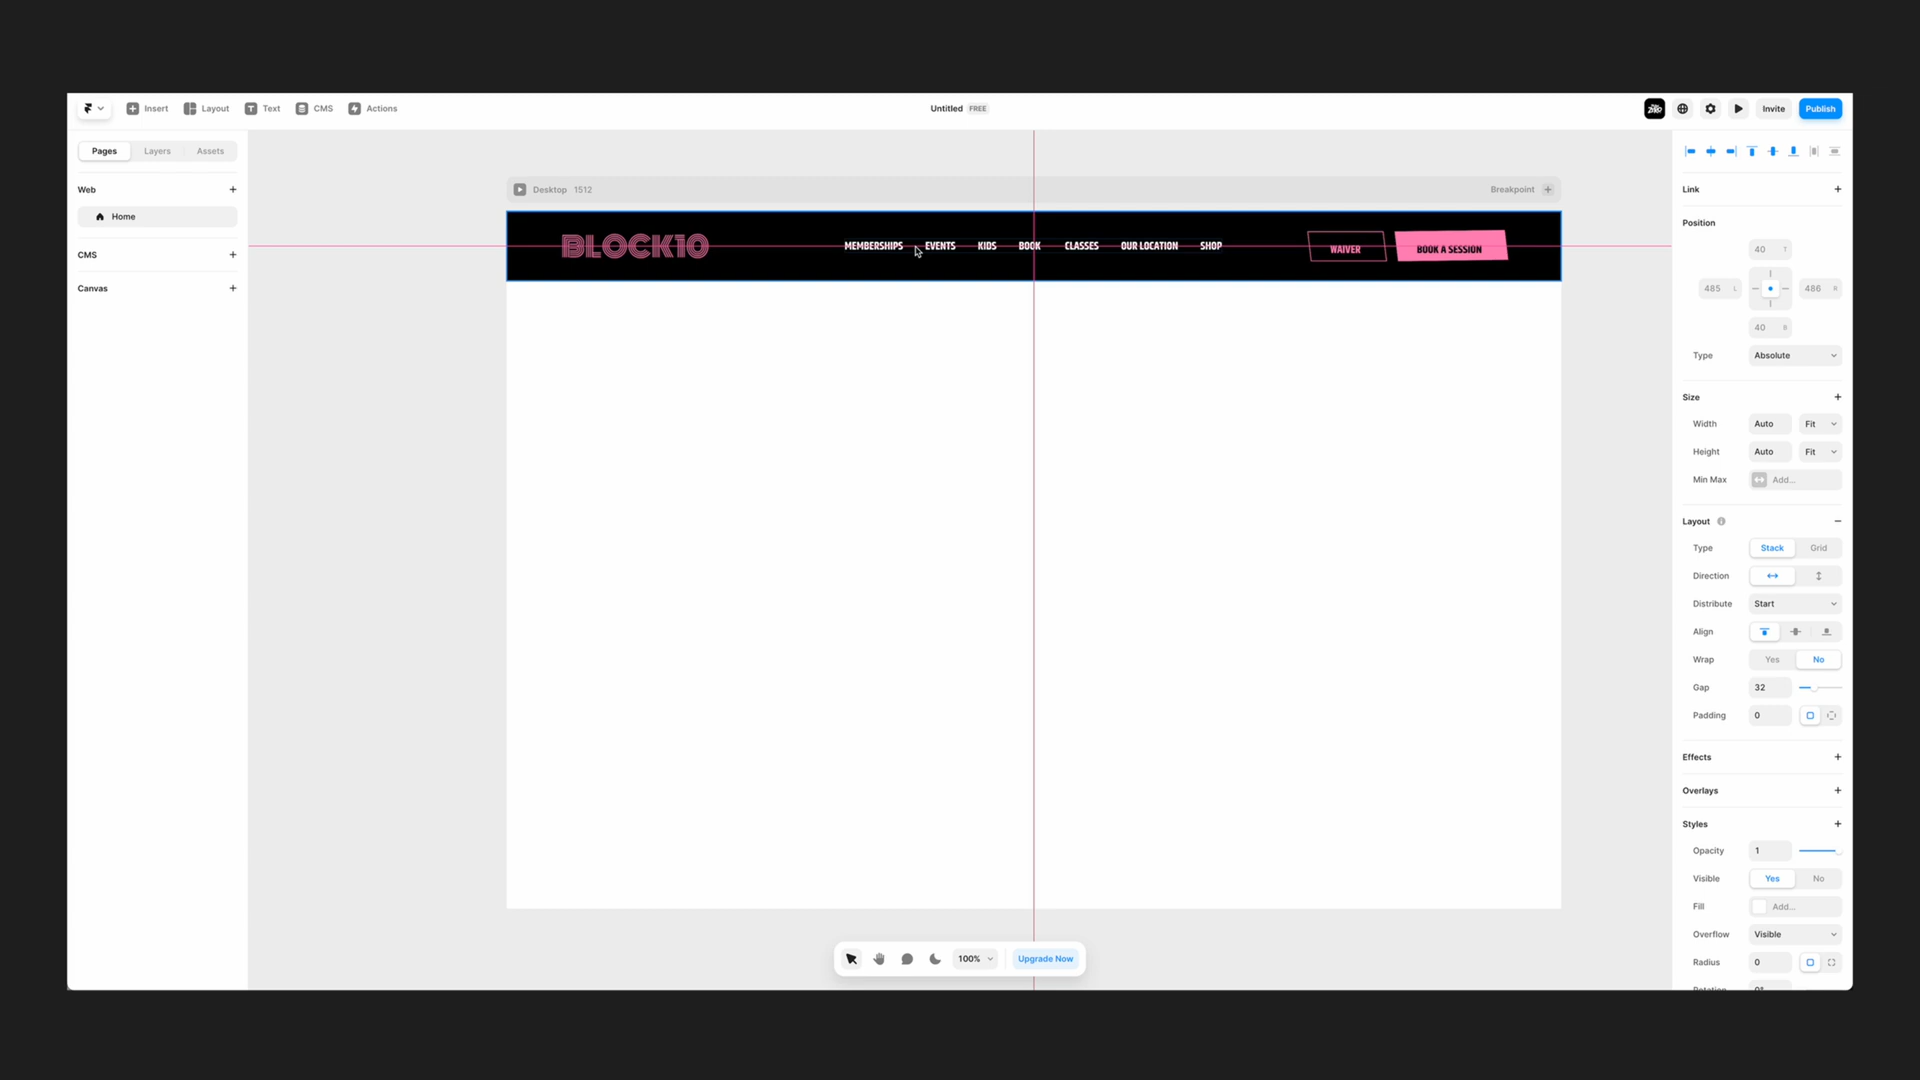 Insert Layout Text CMS Actions
Untitled FREE
Invite Publish
Pages Layers Assets
Web
Home
CMS
Canvas
Desktop 1512
Breakpoint
BLOCK10
MEMBERSHIPS EVENTS KIDS BOOK CLASSES OUR LOCATION SHOP
WAIVER
BOOK A SESSION
100%
Upgrade Now
Link
Position
40 T
485 L
486 R
40 B
Type Absolute
Size
Width Auto Fit
Height Auto Fit
Min Max Add...
Layout
Type Stack Grid
Direction
Distribute Start
Align
Wrap Yes No
Gap 32
Padding 0
Effects
Overlays
Styles
Opacity 1
Visible Yes No
Fill Add...
Overflow Visible
Radius 0
Rotation 0°